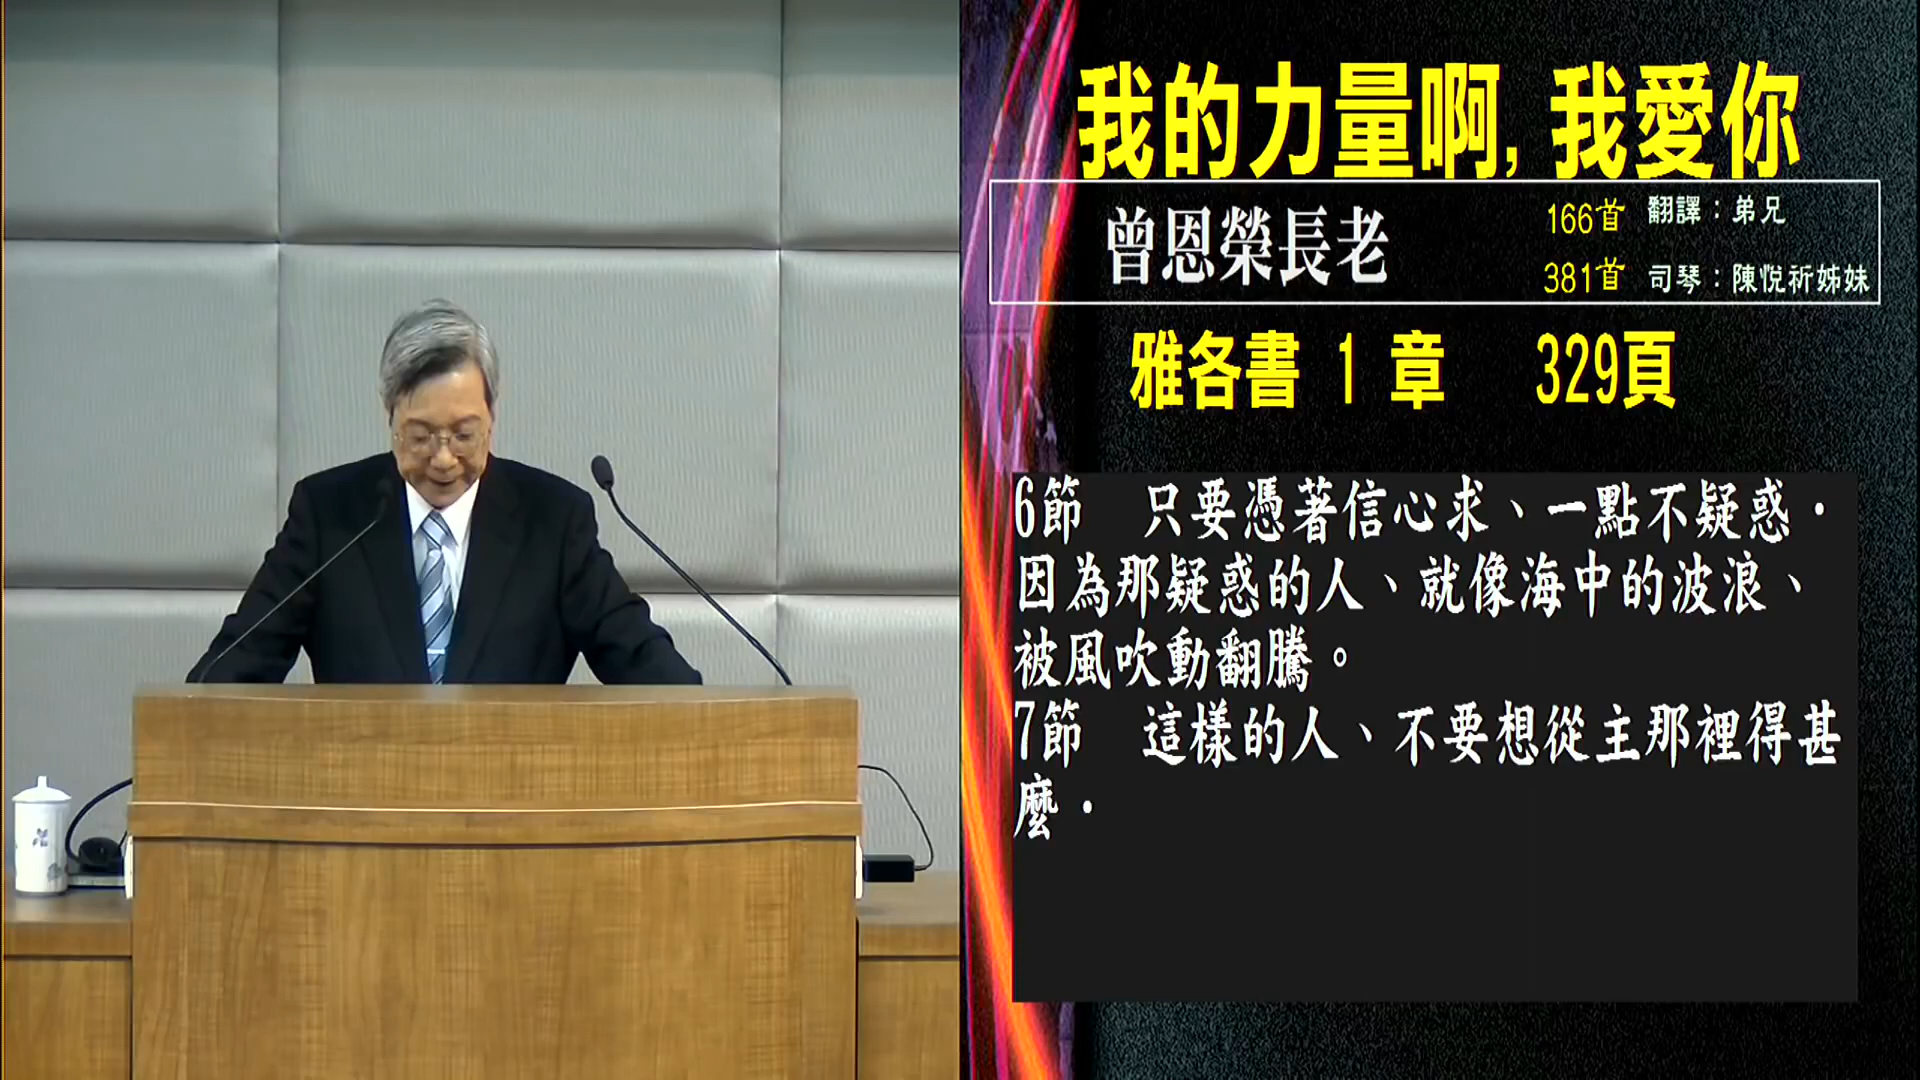 我的力量啊,我愛你
曾恩榮長老
166首 翻譯：弟兄
381首 司琴：陳悅祈姊妹
雅各書 1 章 329頁
6節 只要憑著信心求、一點不疑惑．
因為那疑惑的人、就像海中的波浪、
被風吹動翻騰。
7節 這樣的人、不要想從主那裡得甚
麼．